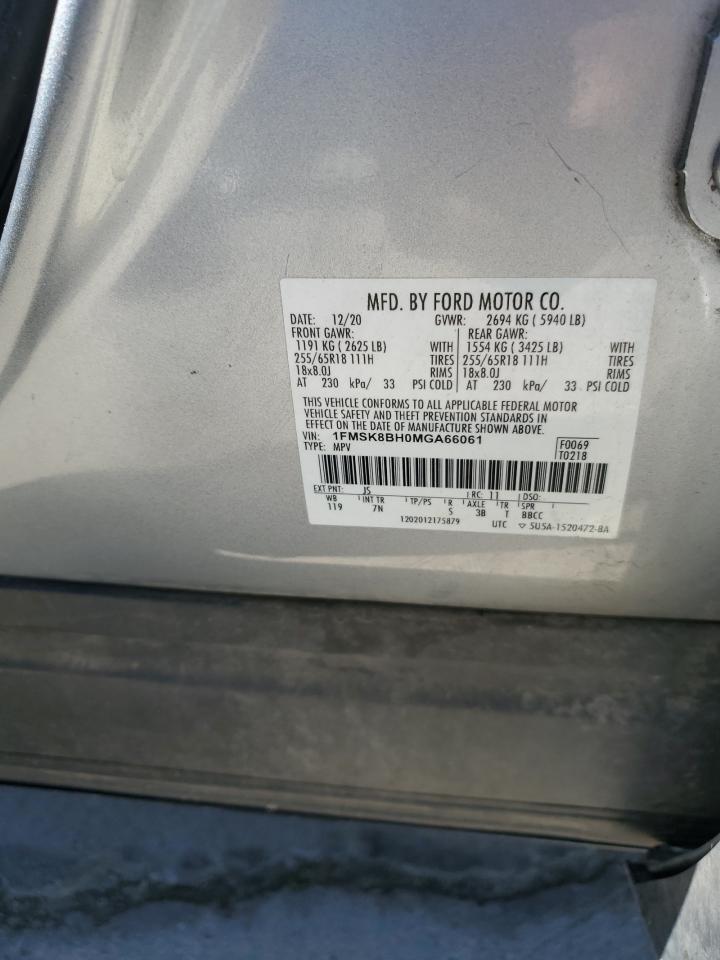 MFD. BY FORD MOTOR CO.
DATE: 12/20 GVWR: 2694 KG ( 5940 LB)
FRONT GAWR: REAR GAWR:
1191 KG ( 2625 LB) WITH 1554 KG ( 3425 LB) WITH
255/65R18 111H TIRES 255/65R18 111H TIRES
18x8.0J RIMS 18x8.0J RIMS
AT 230 kPa/ 33 PSI COLD AT 230 kPa/ 33 PSI COLD
THIS VEHICLE CONFORMS TO ALL APPLICABLE FEDERAL MOTOR
VEHICLE SAFETY AND THEFT PREVENTION STANDARDS IN
EFFECT ON THE DATE OF MANUFACTURE SHOWN ABOVE.
VIN: 1FMSK8BH0MGA66061 F0069
TYPE: MPV T0218
EXT PNT: JS RC: 11 DSO:
WB INT TR TP/PS R AXLE TR SPR
119 7N S 3B T BBCC
1202012175879 UTC ▽ 5U5A-1520472-BA